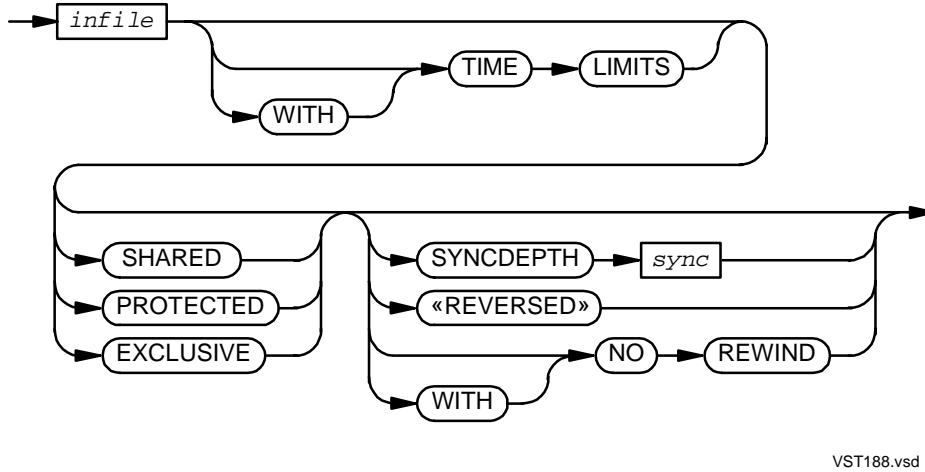 infile
TIME LIMITS
WITH
SHARED SYNCDEPTH sync
PROTECTED «REVERSED»
EXCLUSIVE NO REWIND
WITH
VST188.vsd